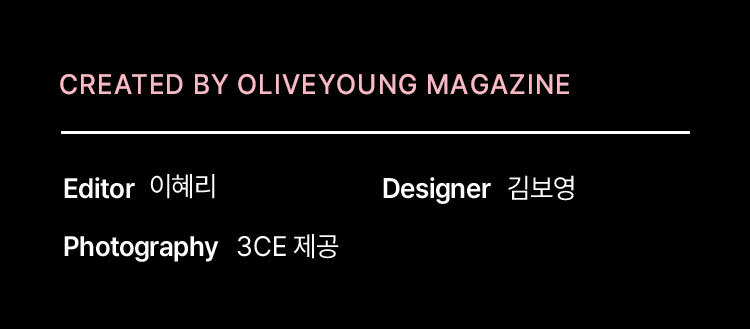 CREATED BY OLIVEYOUNG MAGAZINE
Editor 이혜리 Designer 김보영
Photography 3CE 제공